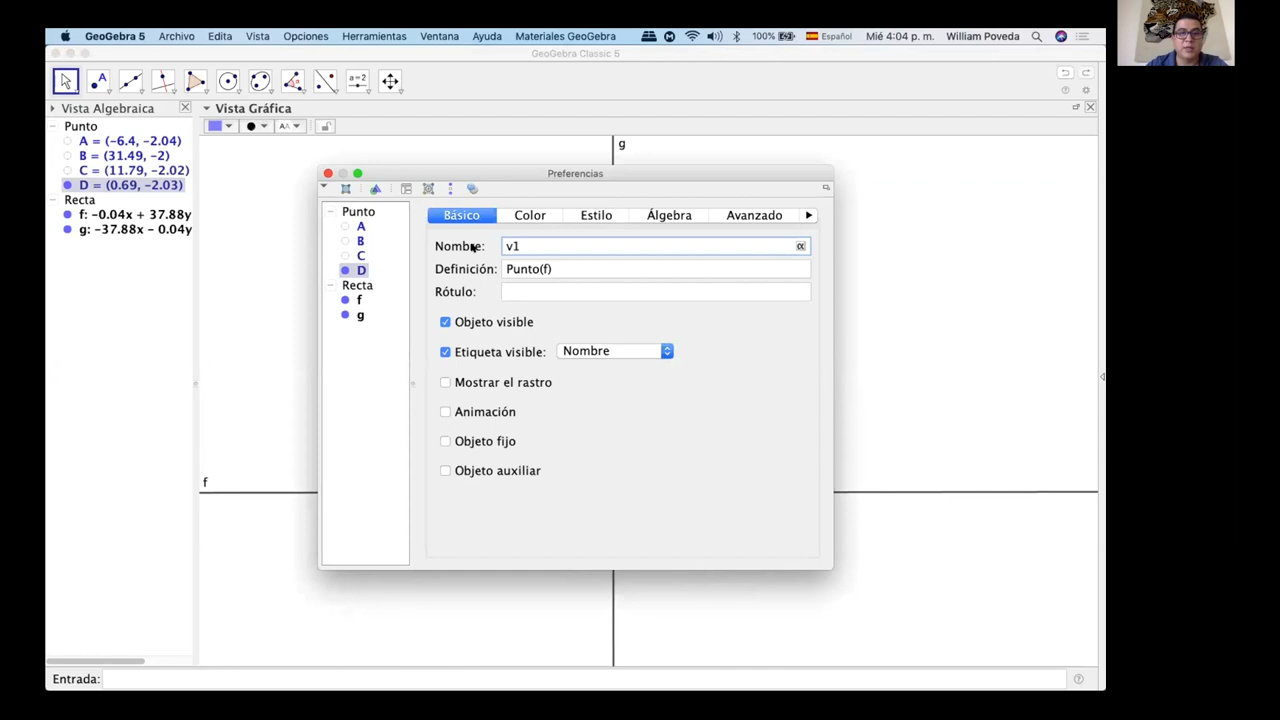 GeoGebra 5 Archivo Edita Vista Opciones Herramientas Ventana Ayuda Materiales GeoGebra 100% Español Mié 4:04 p. m. William Poveda
GeoGebra Classic 5
A a=2
Vista Algebraica Vista Gráfica
AA
Punto
A = (-6.4, -2.04)
B = (31.49, -2)
C = (11.79, -2.02)
D = (0.69, -2.03)
Recta
f: -0.04x + 37.88y
g: -37.88x - 0.04y
g
f
Preferencias
Punto
A
B
C
D
Recta
f
g
Básico Color Estilo Álgebra Avanzado
Nombre: v1 α
Definición: Punto(f)
Rótulo:
Objeto visible
Etiqueta visible: Nombre
Mostrar el rastro
Animación
Objeto fijo
Objeto auxiliar
Entrada: